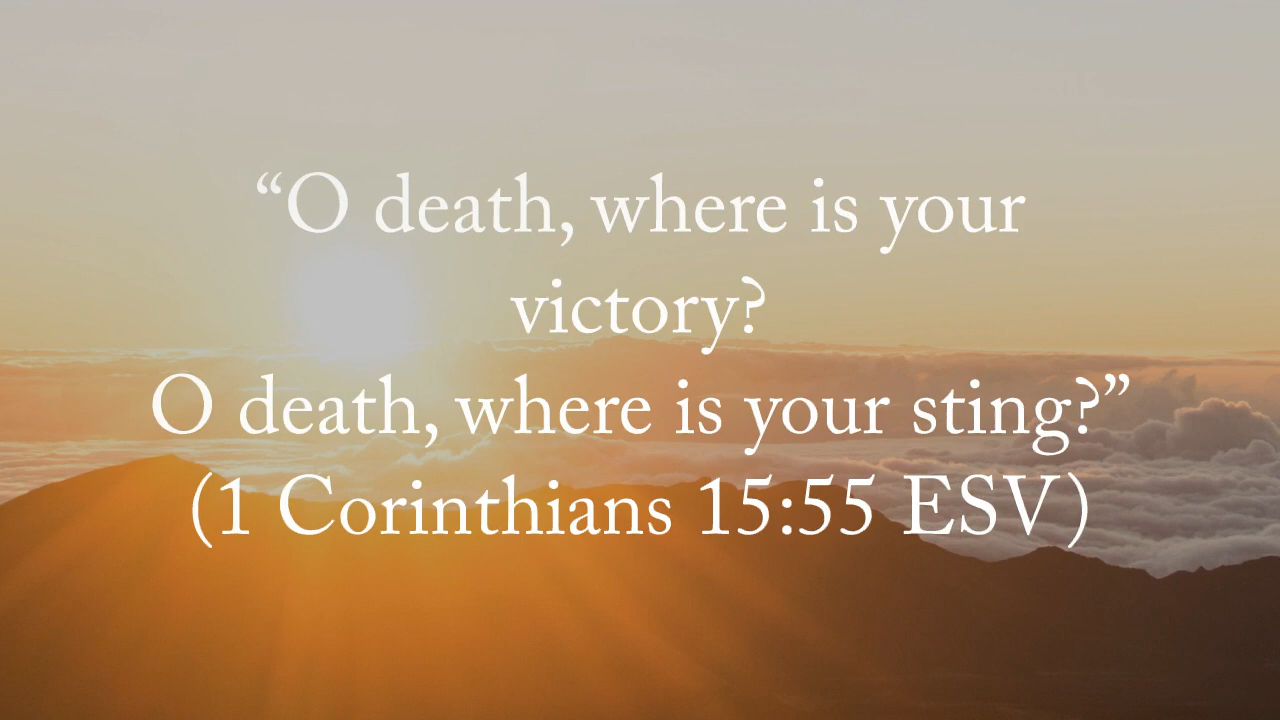 “O death, where is your
victory?
O death, where is your sting?”
(1 Corinthians 15:55 ESV)